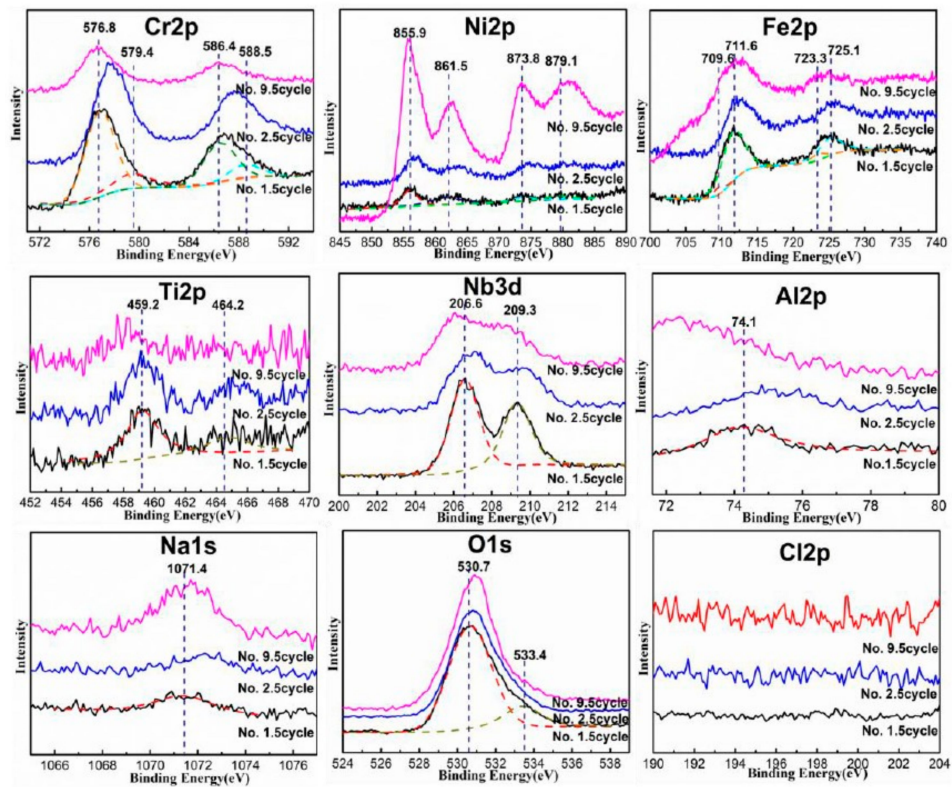 Cr2p
576.8
579.4
586.4
588.5
No. 9.5cycle
No. 2.5cycle
No. 1.5cycle
Intensity
572 576 580 584 588 592
Binding Energy(eV)
Ni2p
855.9
861.5
873.8
879.1
No. 9.5cycle
No. 2.5cycle
No. 1.5cycle
Intensity
845 850 855 860 865 870 875 880 885 890
Binding Energy(eV)
Fe2p
709.6
711.6
723.3
725.1
No. 9.5cycle
No. 2.5cycle
No. 1.5cycle
Intensity
700 705 710 715 720 725 730 735 740
Binding Energy(eV)
Ti2p
459.2
464.2
No. 9.5cycle
No. 2.5cycle
No. 1.5cycle
Intensity
452 454 456 458 460 462 464 466 468 470
Binding Energy(eV)
Nb3d
206.6
209.3
No. 9.5cycle
No. 2.5cycle
No. 1.5cycle
Intensity
200 202 204 206 208 210 212 214
Binding Energy(eV)
Al2p
74.1
No. 9.5cycle
No. 2.5cycle
No.1.5cycle
Intensity
72 74 76 78 80
Binding Energy(eV)
Na1s
1071.4
No. 9.5cycle
No. 2.5cycle
No. 1.5cycle
Intensity
1066 1068 1070 1072 1074 1076
Binding Energy(eV)
O1s
530.7
533.4
No. 9.5cycle
No. 2.5cycle
No. 1.5cycle
Intensity
524 526 528 530 532 534 536 538
Binding Energy(eV)
Cl2p
No. 9.5cycle
No. 2.5cycle
No. 1.5cycle
Intensity
190 192 194 196 198 200 202 204
Binding Energy(eV)